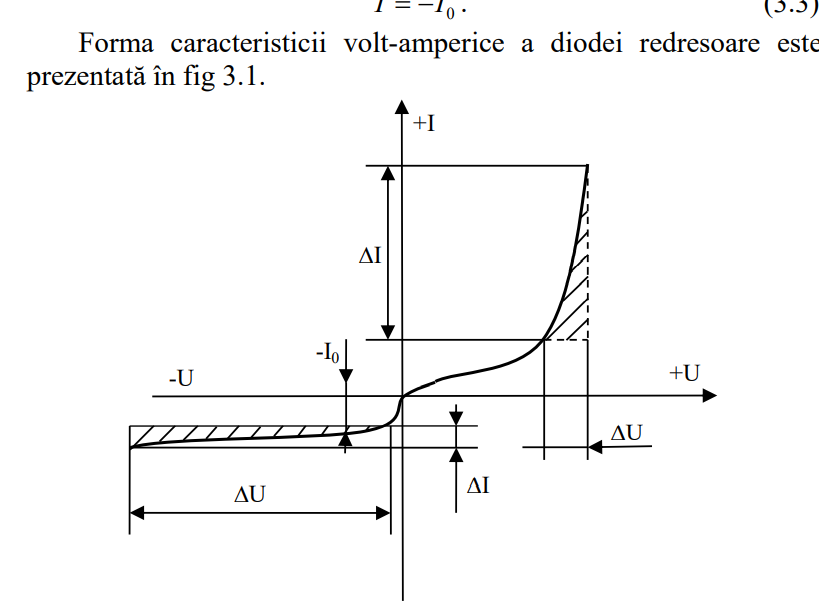 I = −I₀ .                (3.3)
Forma caracteristicii volt-amperice a diodei redresoare este
prezentată în fig 3.1.
+I
ΔI
-I₀
-U
+U
ΔU
ΔI
ΔU